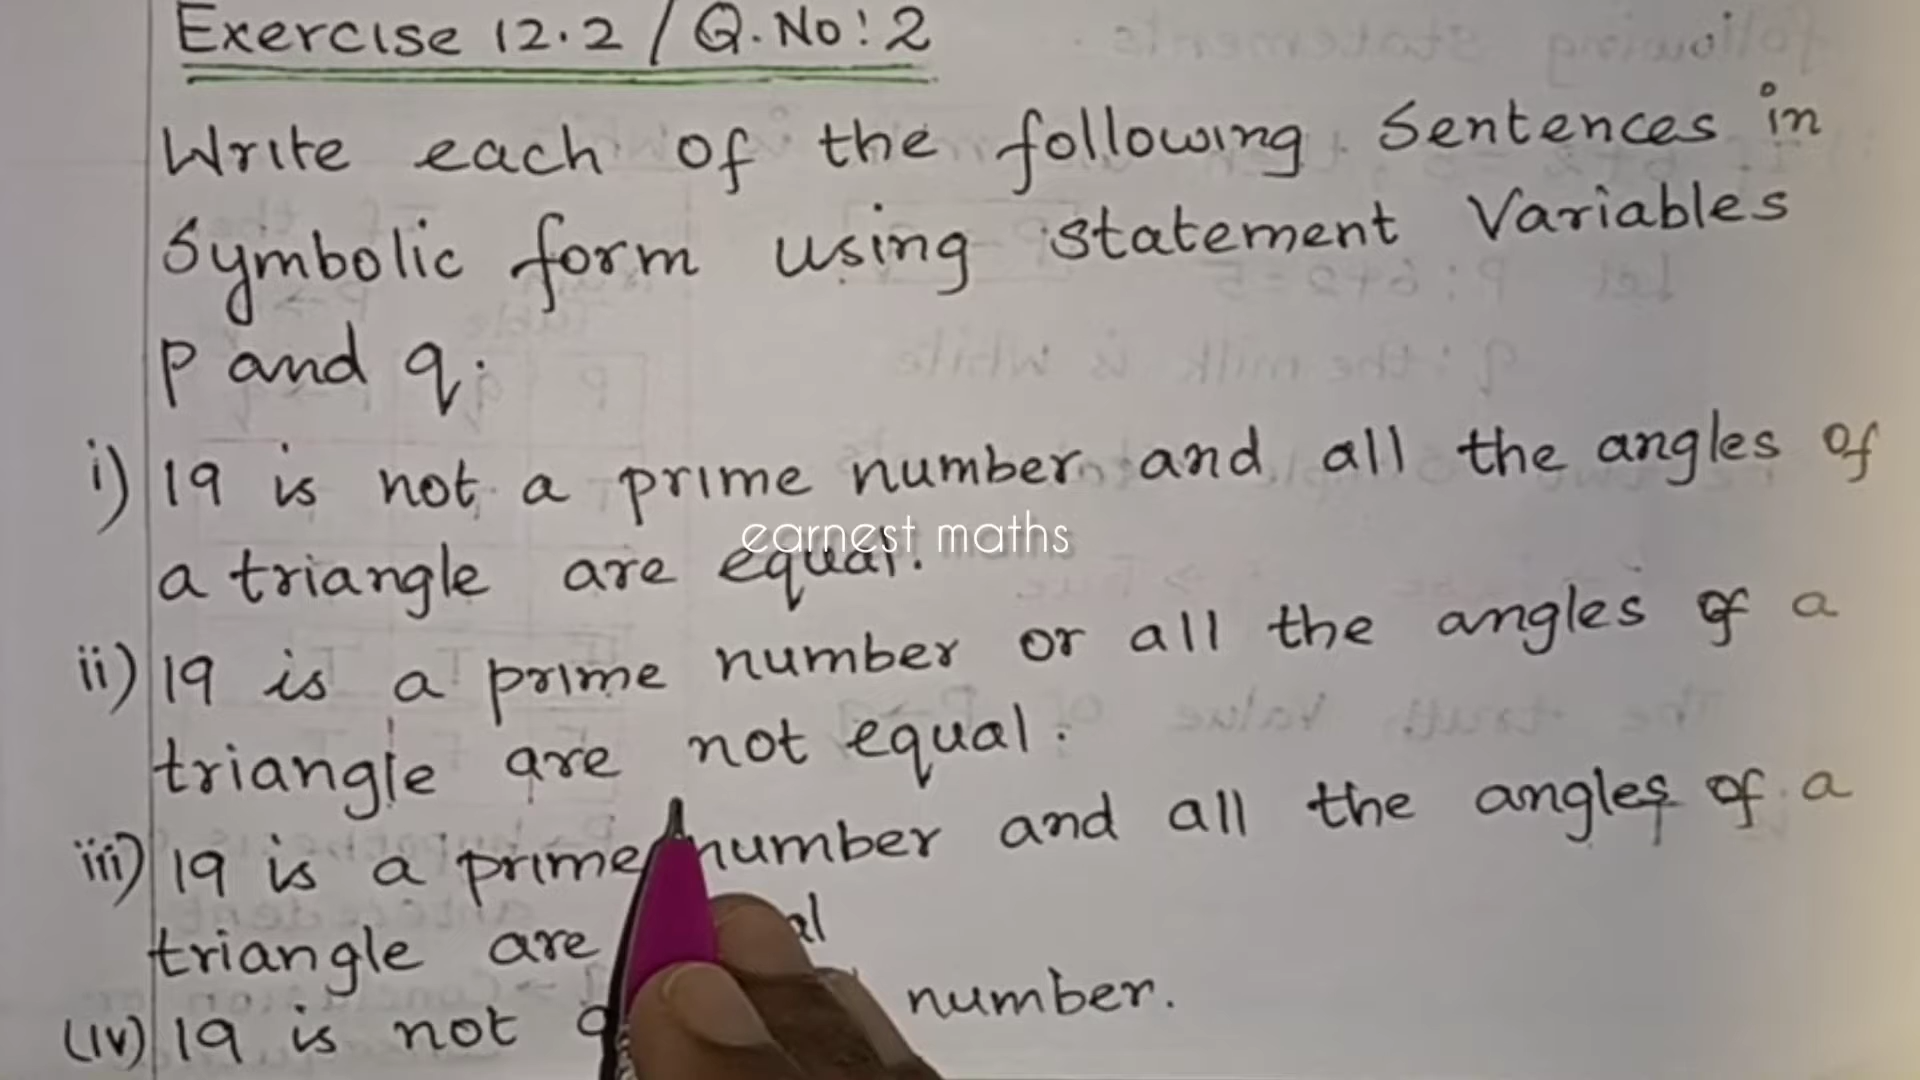 Exercise 12.2 / Q.No: 2
Write each of the following sentences in
symbolic form using statement variables
p and q.
i) 19 is not a prime number and all the angles of
a triangle are equal.
earnest maths
ii) 19 is a prime number or all the angles of a
triangle are not equal.
iii) 19 is a prime number and all the angles of a
triangle are
(iv) 19 is not number.